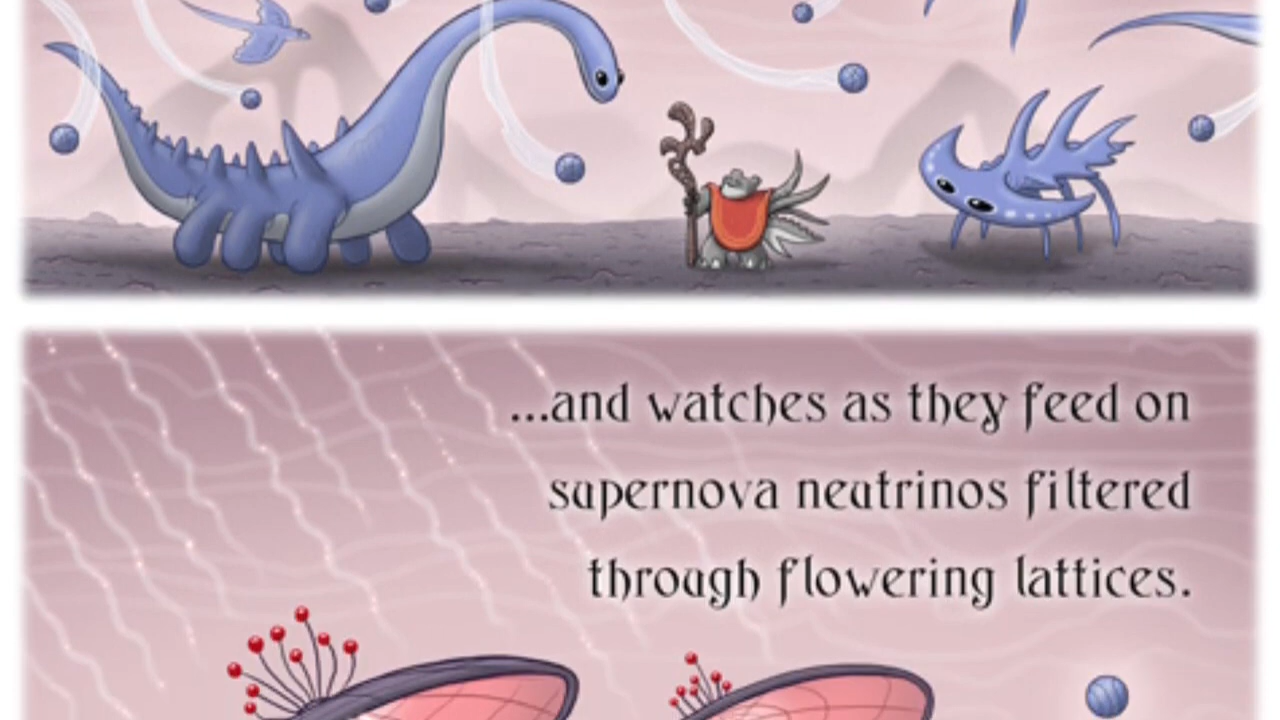 ...and watches as they feed on
supernova neutrinos filtered
through flowering lattices.